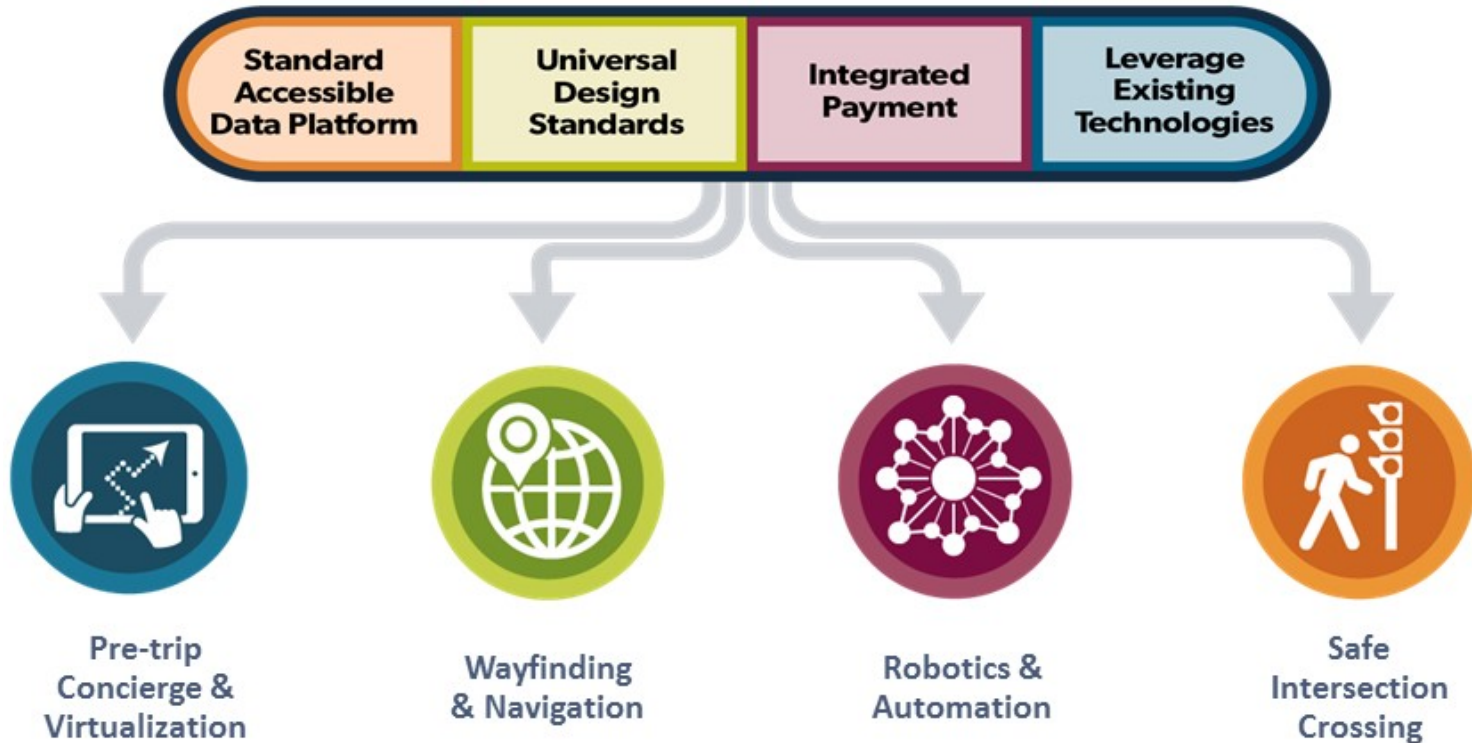 Standard
Accessible
Data Platform
Universal
Design
Standards
Integrated
Payment
Leverage
Existing
Technologies
Pre-trip
Concierge &
Virtualization
Wayfinding
& Navigation
Robotics &
Automation
Safe
Intersection
Crossing